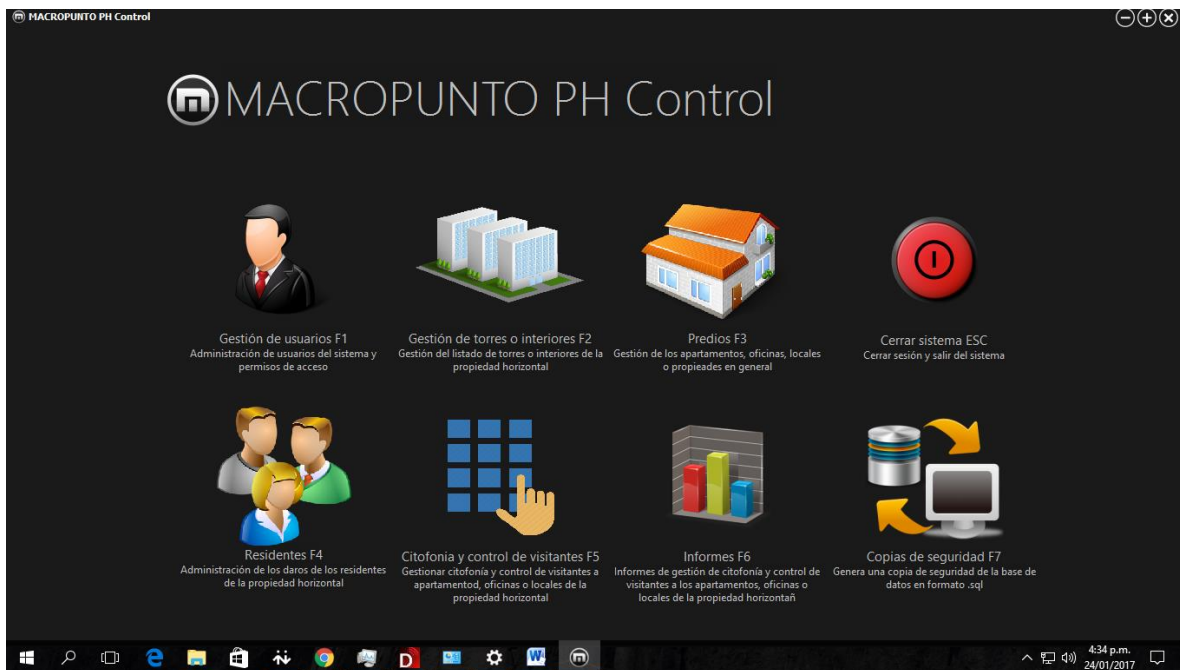 MACROPUNTO PH Control
MACROPUNTO PH Control
Gestión de usuarios F1
Administración de usuarios del sistema y
permisos de acceso
Gestión de torres o interiores F2
Gestión del listado de torres o interiores de la
propiedad horizontal
Predios F3
Gestión de los apartamentos, oficinas, locales
o propieades en general
Cerrar sistema ESC
Cerrar sesión y salir del sistema
Residentes F4
Administración de los daros de los residentes
de la propiedad horizontal
Citofonia y control de visitantes F5
Gestionar citofonía y control de visitantes a
apartamentod, oficinas o locales de la
propiedad horizontal
Informes F6
Informes de gestión de citofonía y control de
visitantes a los apartamentos, oficinas o
locales de la propiedad horizontañ
Copias de seguridad F7
Genera una copia de seguridad de la base de
datos en formato .sql
4:34 p.m.
24/01/2017